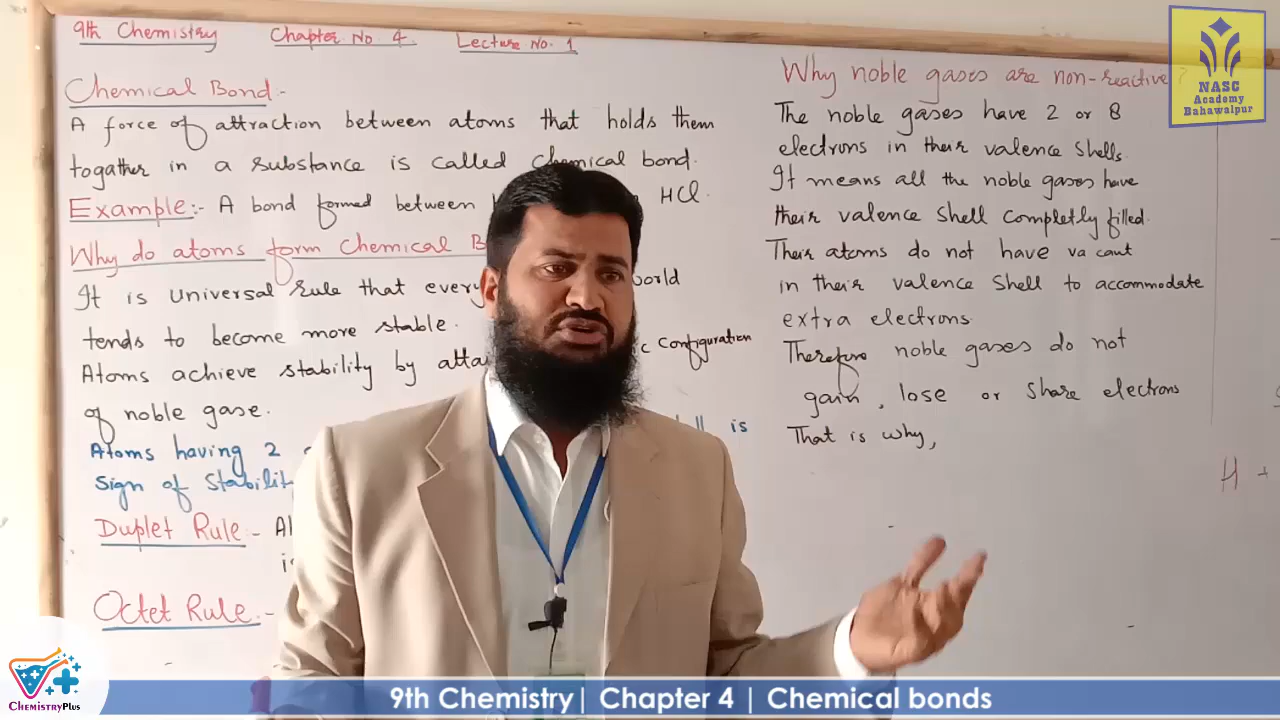 9th Chemistry Chapter No. 4 Lecture No. 1
Chemical Bond:-
A force of attraction between atoms that holds them
togather in a substance is called Chemical bond.
Example:- A bond formed between HCl.
Why do atoms form Chemical B
It is universal rule that every world
tends to become more stable.
Atoms achieve stability by atta c configuration
of noble gase.
Atoms having 2 ll is
Sign of Stabilit
Duplet Rule:-
Octet Rule:-
Why noble gases are non-reactive?
The noble gases have 2 or 8
electrons in their valence Shells.
It means all the noble gases have
their valence Shell completly filled.
Their atoms do not have va cant
in their valence Shell to accommodate
extra electrons.
Therefore noble gases do not
gain, lose or Share electrons
That is why,
H +
NASC
Academy
Bahawalpur
ChemistryPlus
9th Chemistry| Chapter 4 | Chemical bonds